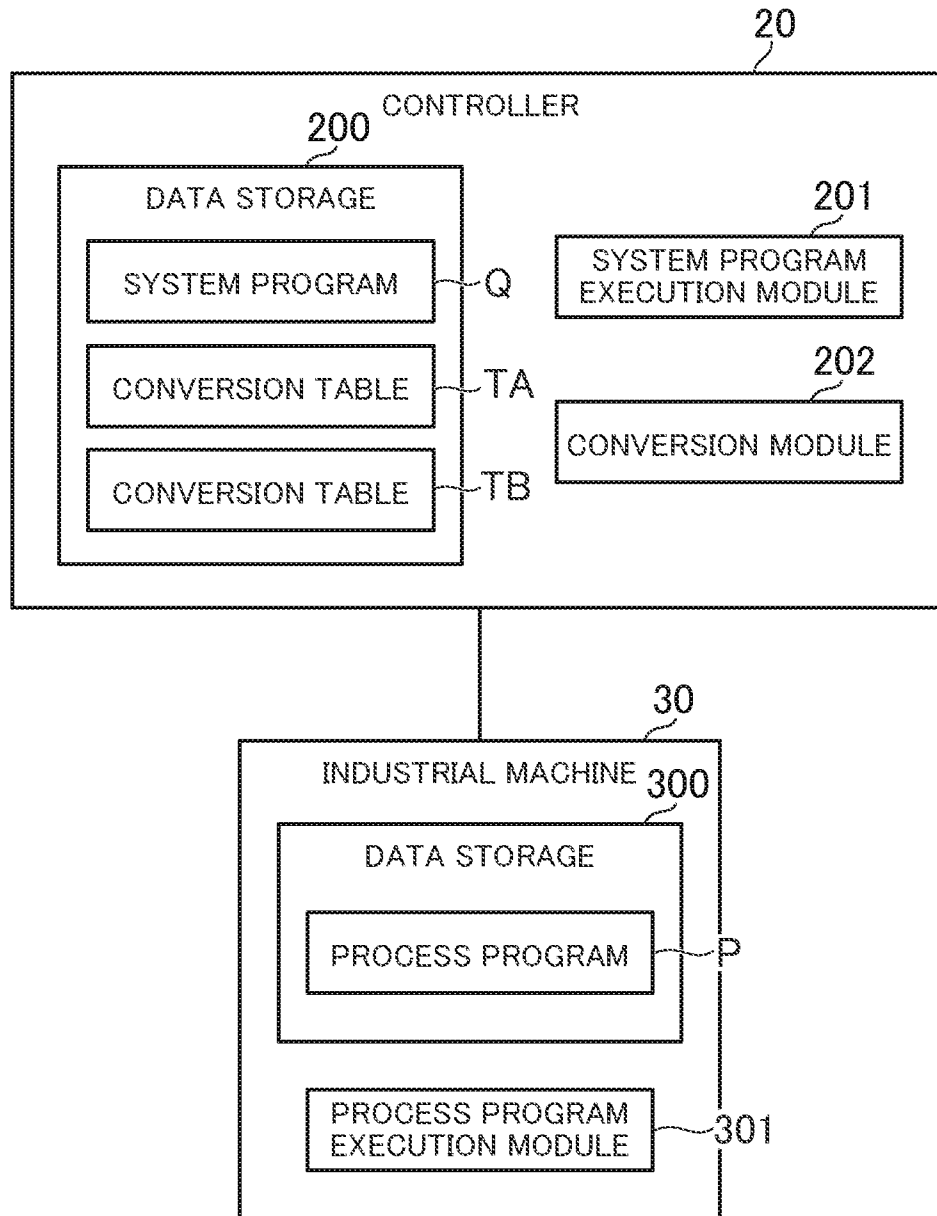 20
CONTROLLER
200
DATA STORAGE
SYSTEM PROGRAM
Q
CONVERSION TABLE
TA
CONVERSION TABLE
TB
201
SYSTEM PROGRAM
EXECUTION MODULE
202
CONVERSION MODULE
30
INDUSTRIAL MACHINE
300
DATA STORAGE
PROCESS PROGRAM
P
PROCESS PROGRAM
EXECUTION MODULE
301